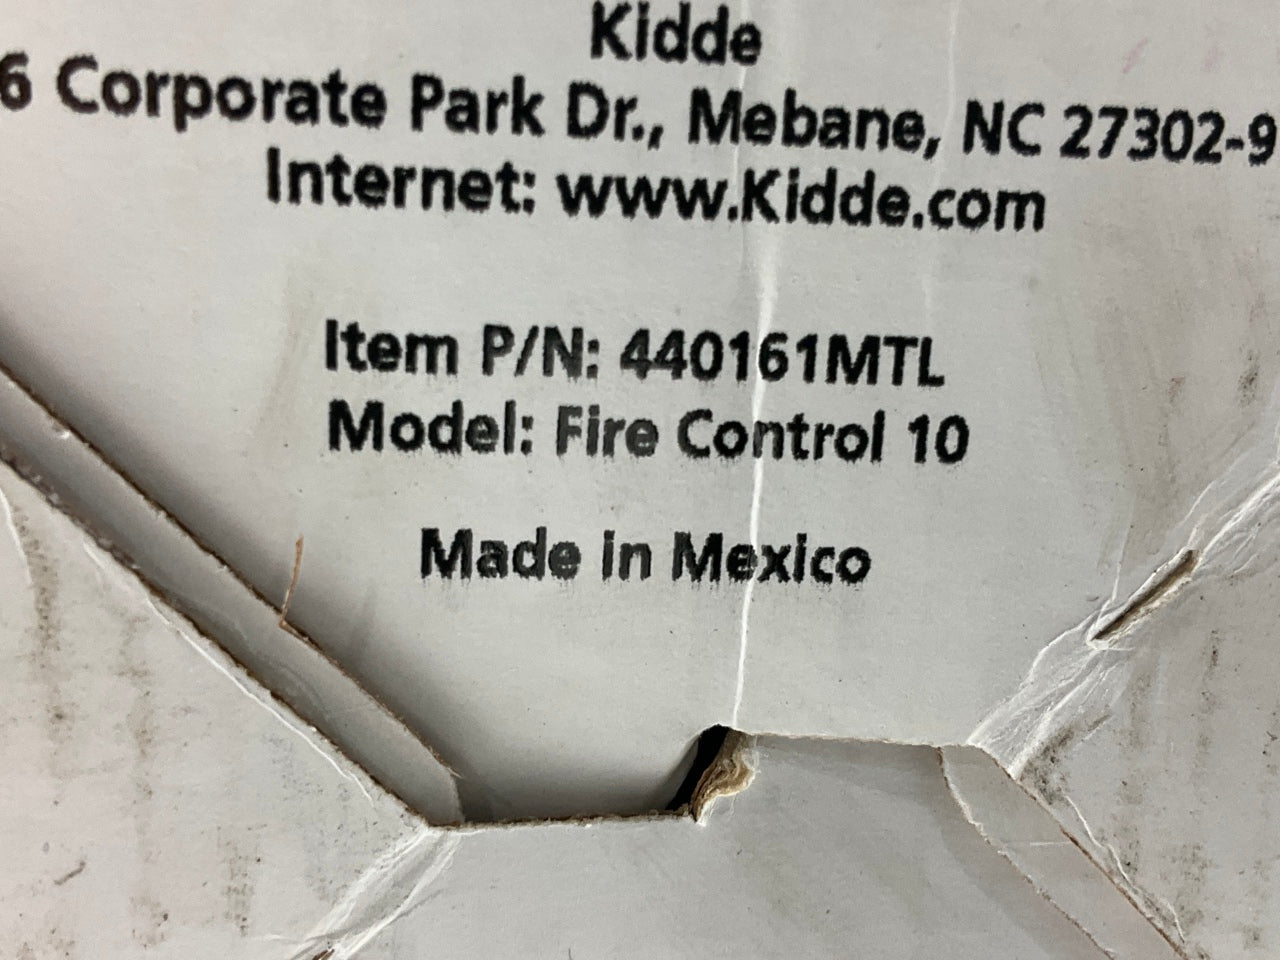 Kidde
6 Corporate Park Dr., Mebane, NC 27302-9
Internet: www.Kidde.com
Item P/N: 440161MTL
Model: Fire Control 10
Made in Mexico